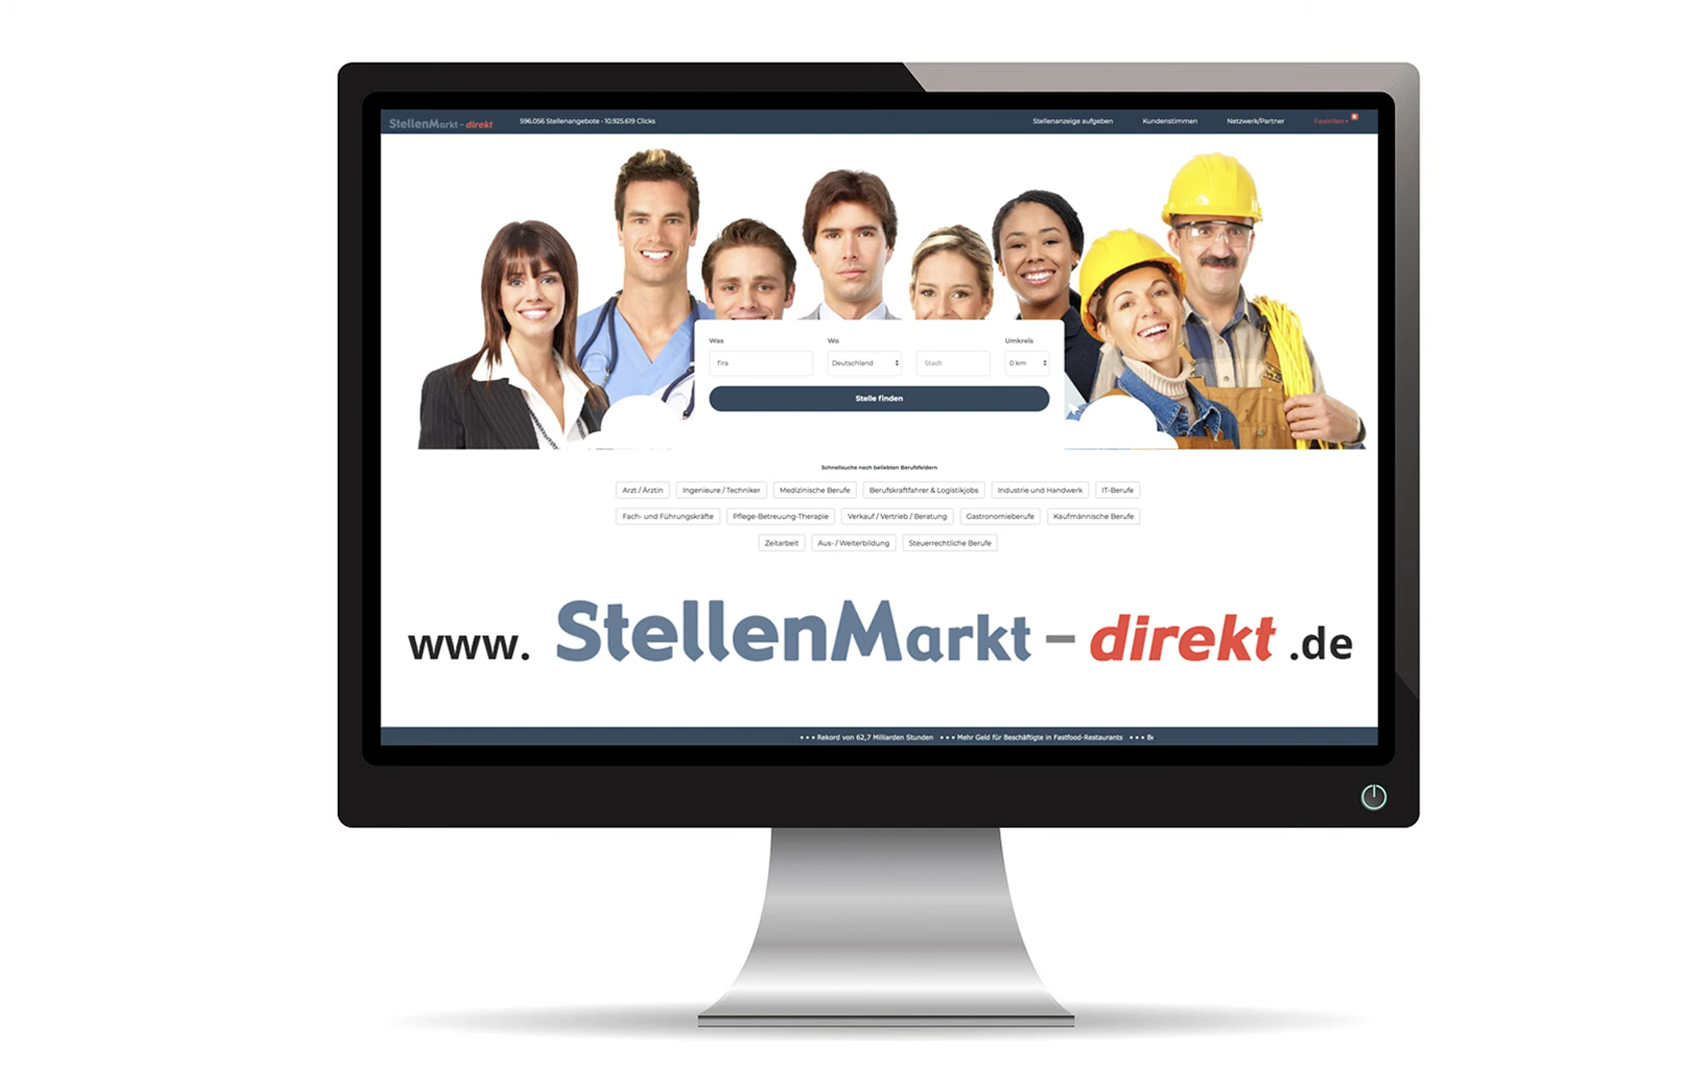 StellenMarkt - direkt 596.056 Stellenangebote - 10.925.619 Clicks Stellenanzeige aufgeben Kundenstimmen Netzwerk/Partner Favoriten
Was Wo Umkreis
fira Deutschland Stadt 0 km
Stelle finden
Schnellsuche nach beliebten Berufsfeldern
Arzt / Ärztin Ingenieure / Techniker Medizinische Berufe Berufskraftfahrer & Logistikjobs Industrie und Handwerk IT-Berufe
Fach- und Führungskräfte Pflege-Betreuung-Therapie Verkauf / Vertrieb / Beratung Gastronomieberufe Kaufmännische Berufe
Zeitarbeit Aus- / Weiterbildung Steuerrechtliche Berufe
www. StellenMarkt - direkt .de
• • • Rekord von 62,7 Milliarden Stunden • • • Mehr Geld für Beschäftigte in Fastfood-Restaurants • • •